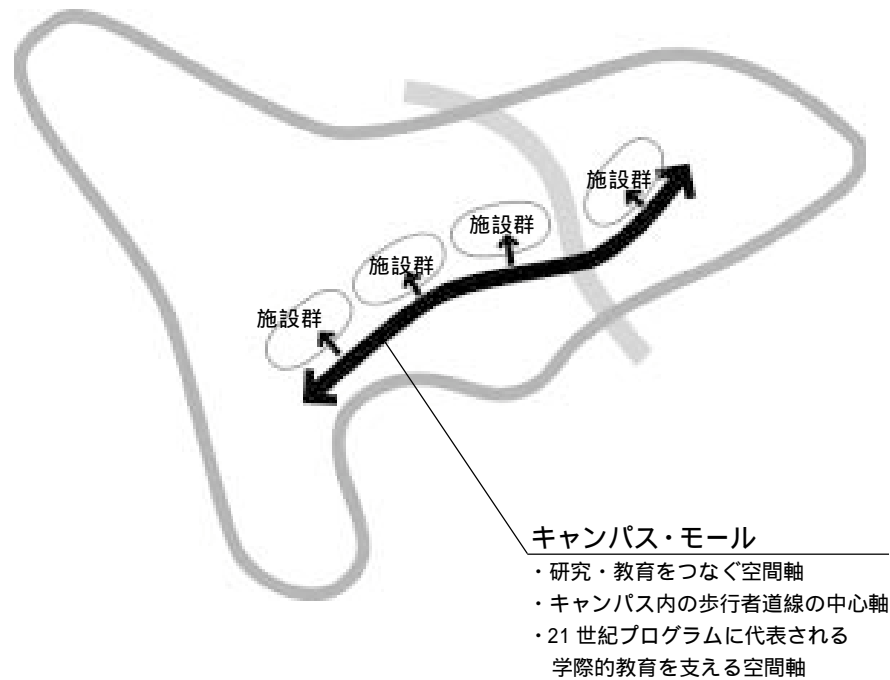 施設群
施設群
施設群
施設群
キャンパス・モール
・研究・教育をつなぐ空間軸
・キャンパス内の歩行者道線の中心軸
・21 世紀プログラムに代表される
学際的教育を支える空間軸